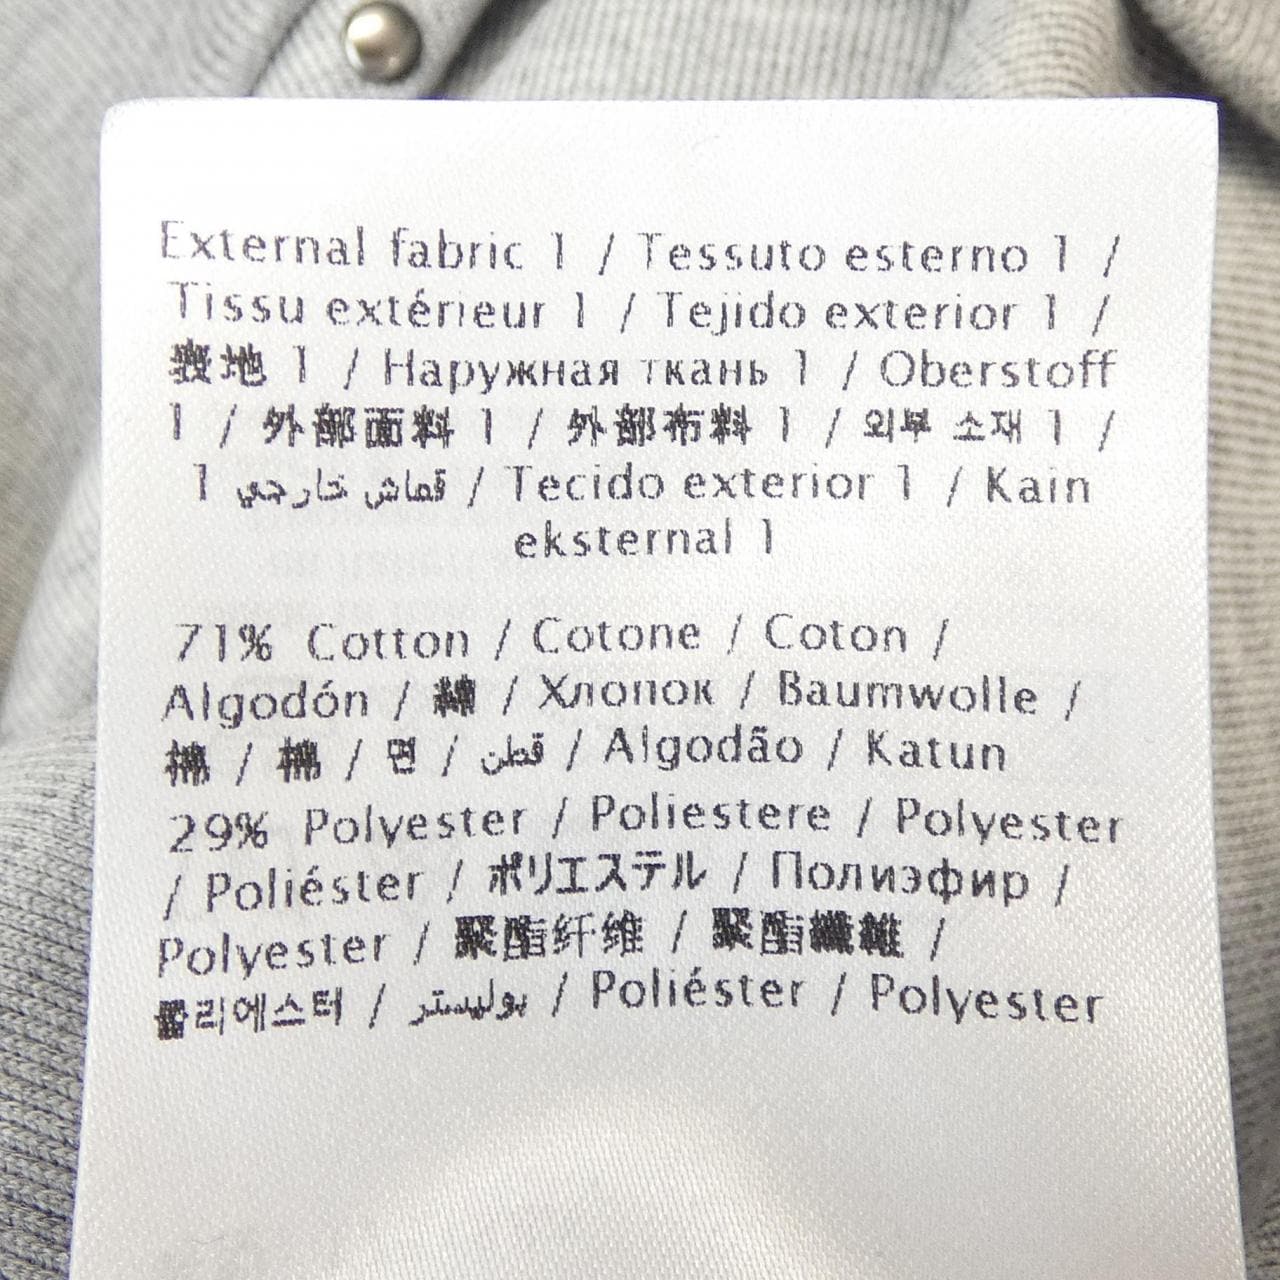 External fabric 1 / Tessuto esterno 1 /
Tissu extérieur 1 / Tejido exterior 1 /
表地 1 / Наружная ткань 1 / Oberstoff
1 / 外部面料 1 / 外部布料 1 / 외부 소재 1 /
قماش خارجي 1 / Tecido exterior 1 / Kain
eksternal 1
71% Cotton / Cotone / Coton /
Algodón / 綿 / Хлопок / Baumwolle /
棉 / 棉 / 면 / قطن / Algodão / Katun
29% Polyester / Poliestere / Polyester
/ Poliéster / ポリエステル / Полиэфир /
Polyester / 聚酯纤维 / 聚酯纖維 /
폴리에스터 / بوليستر / Poliéster / Polyester